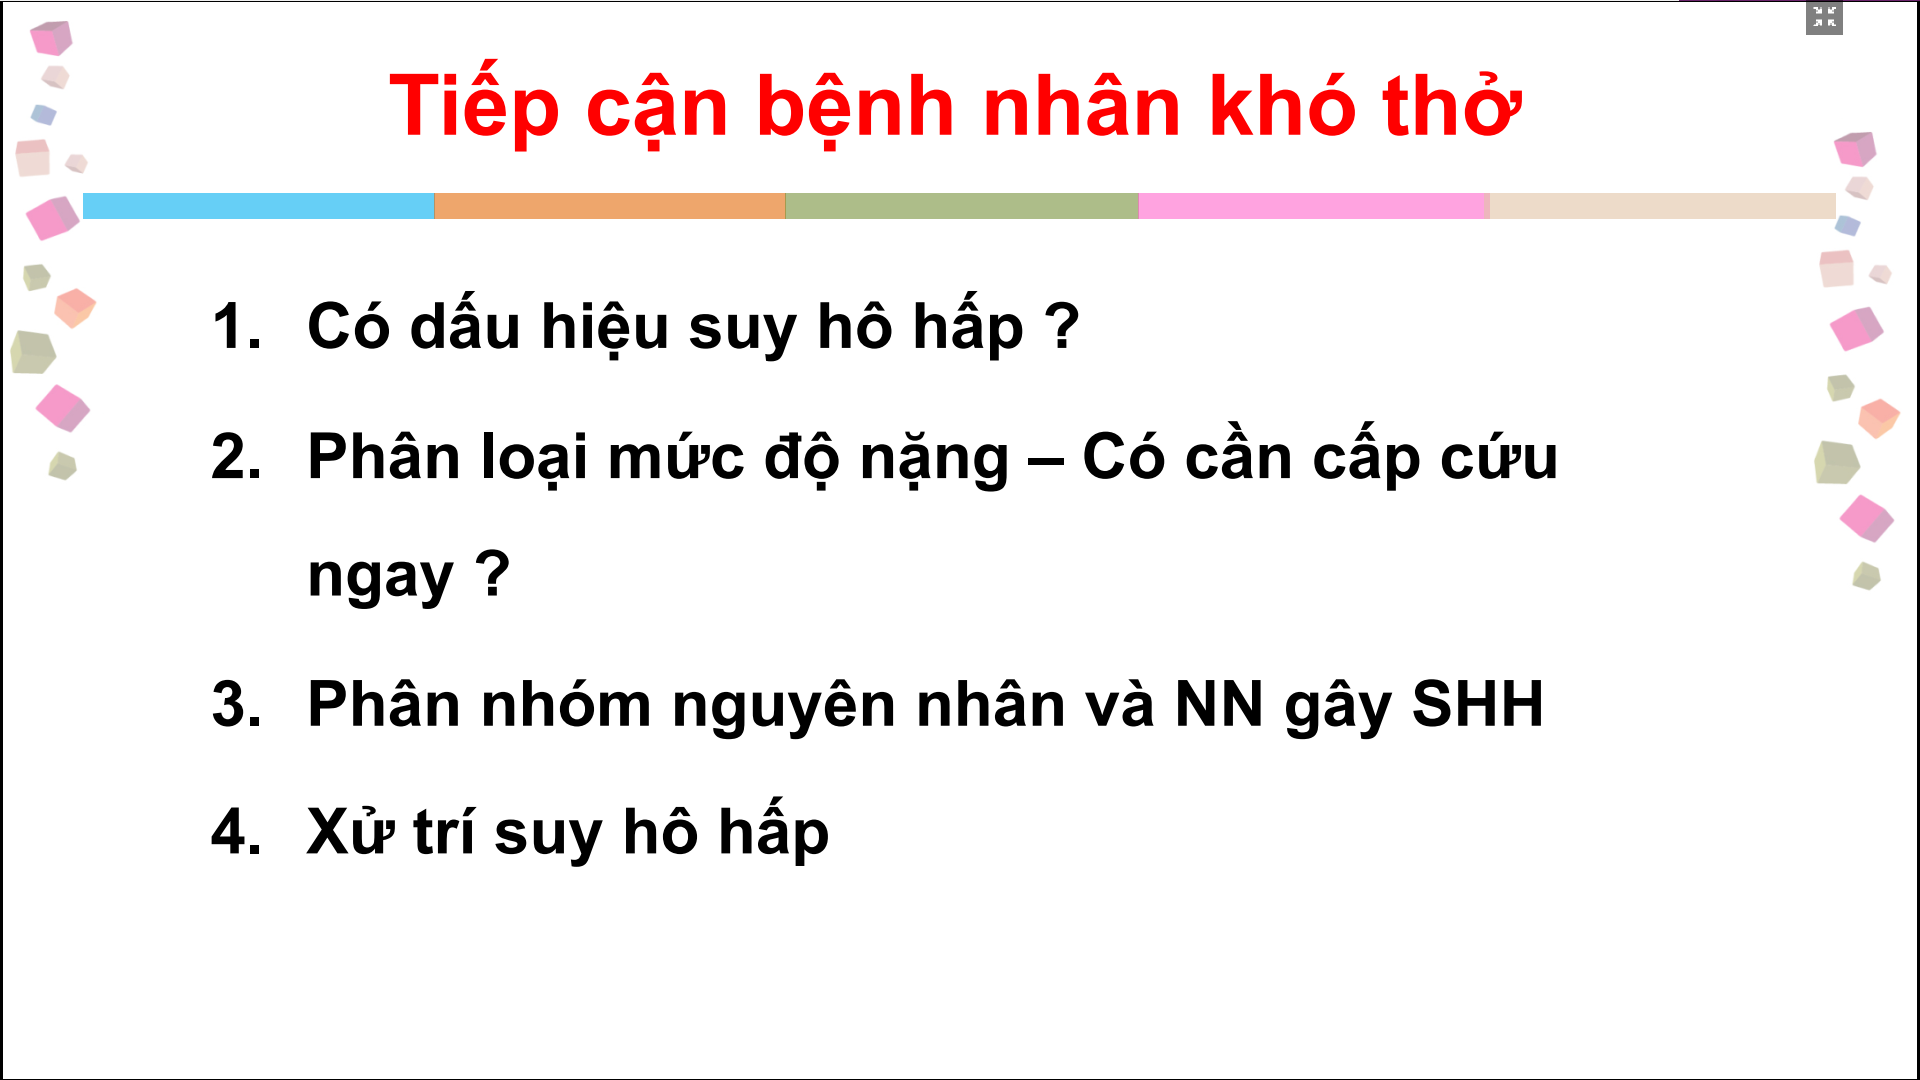 Tiếp cận bệnh nhân khó thở
1. Có dấu hiệu suy hô hấp ?
2. Phân loại mức độ nặng – Có cần cấp cứu
ngay ?
3. Phân nhóm nguyên nhân và NN gây SHH
4. Xử trí suy hô hấp